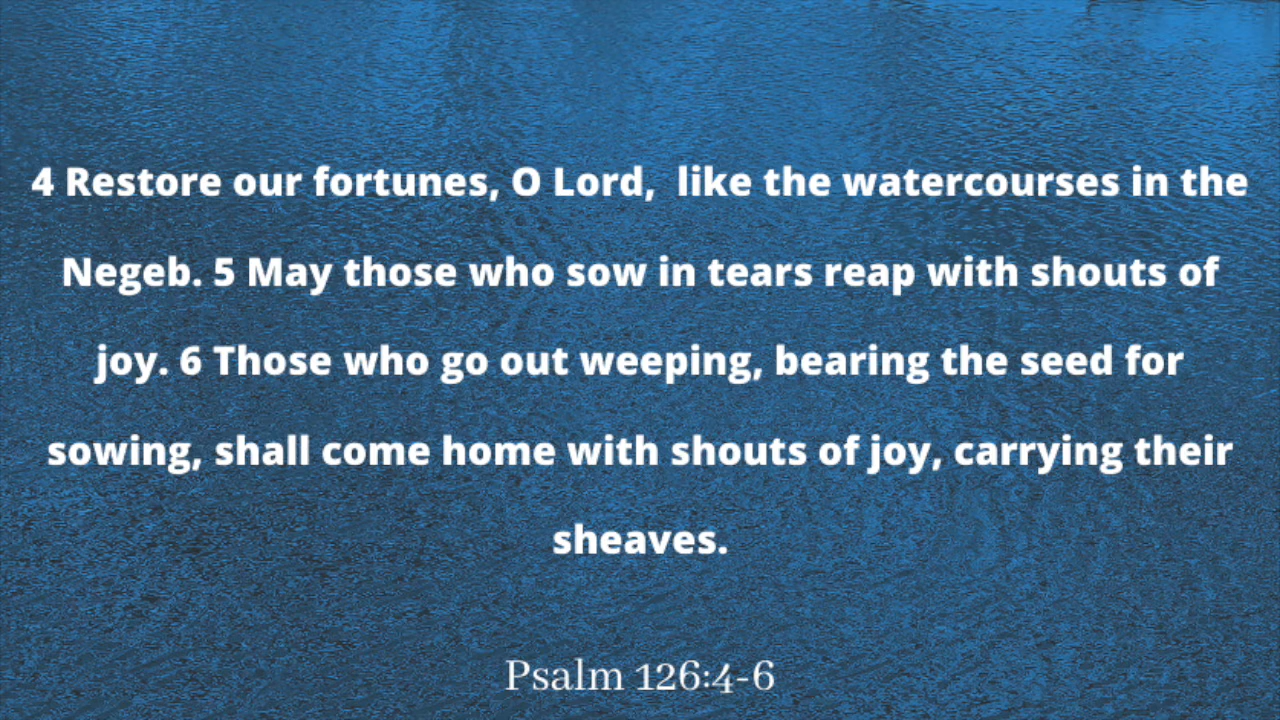 4 Restore our fortunes, O Lord,  like the watercourses in the
Negeb. 5 May those who sow in tears reap with shouts of
joy. 6 Those who go out weeping, bearing the seed for
sowing, shall come home with shouts of joy, carrying their
sheaves.
Psalm 126:4-6